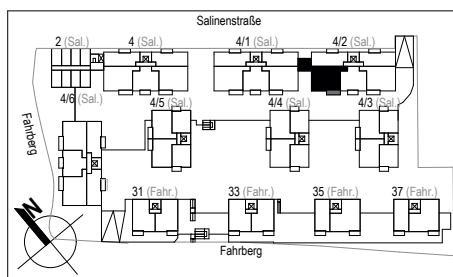 Salinenstraße
2 (Sal.) 4 (Sal.) 4/1 (Sal.) 4/2 (Sal.)
4/6 (Sal.) 4/5 (Sal.) 4/4 (Sal.) 4/3 (Sal.)
Fahrberg
31 (Fahr.) 33 (Fahr.) 35 (Fahr.) 37 (Fahr.)
N
Fahrberg